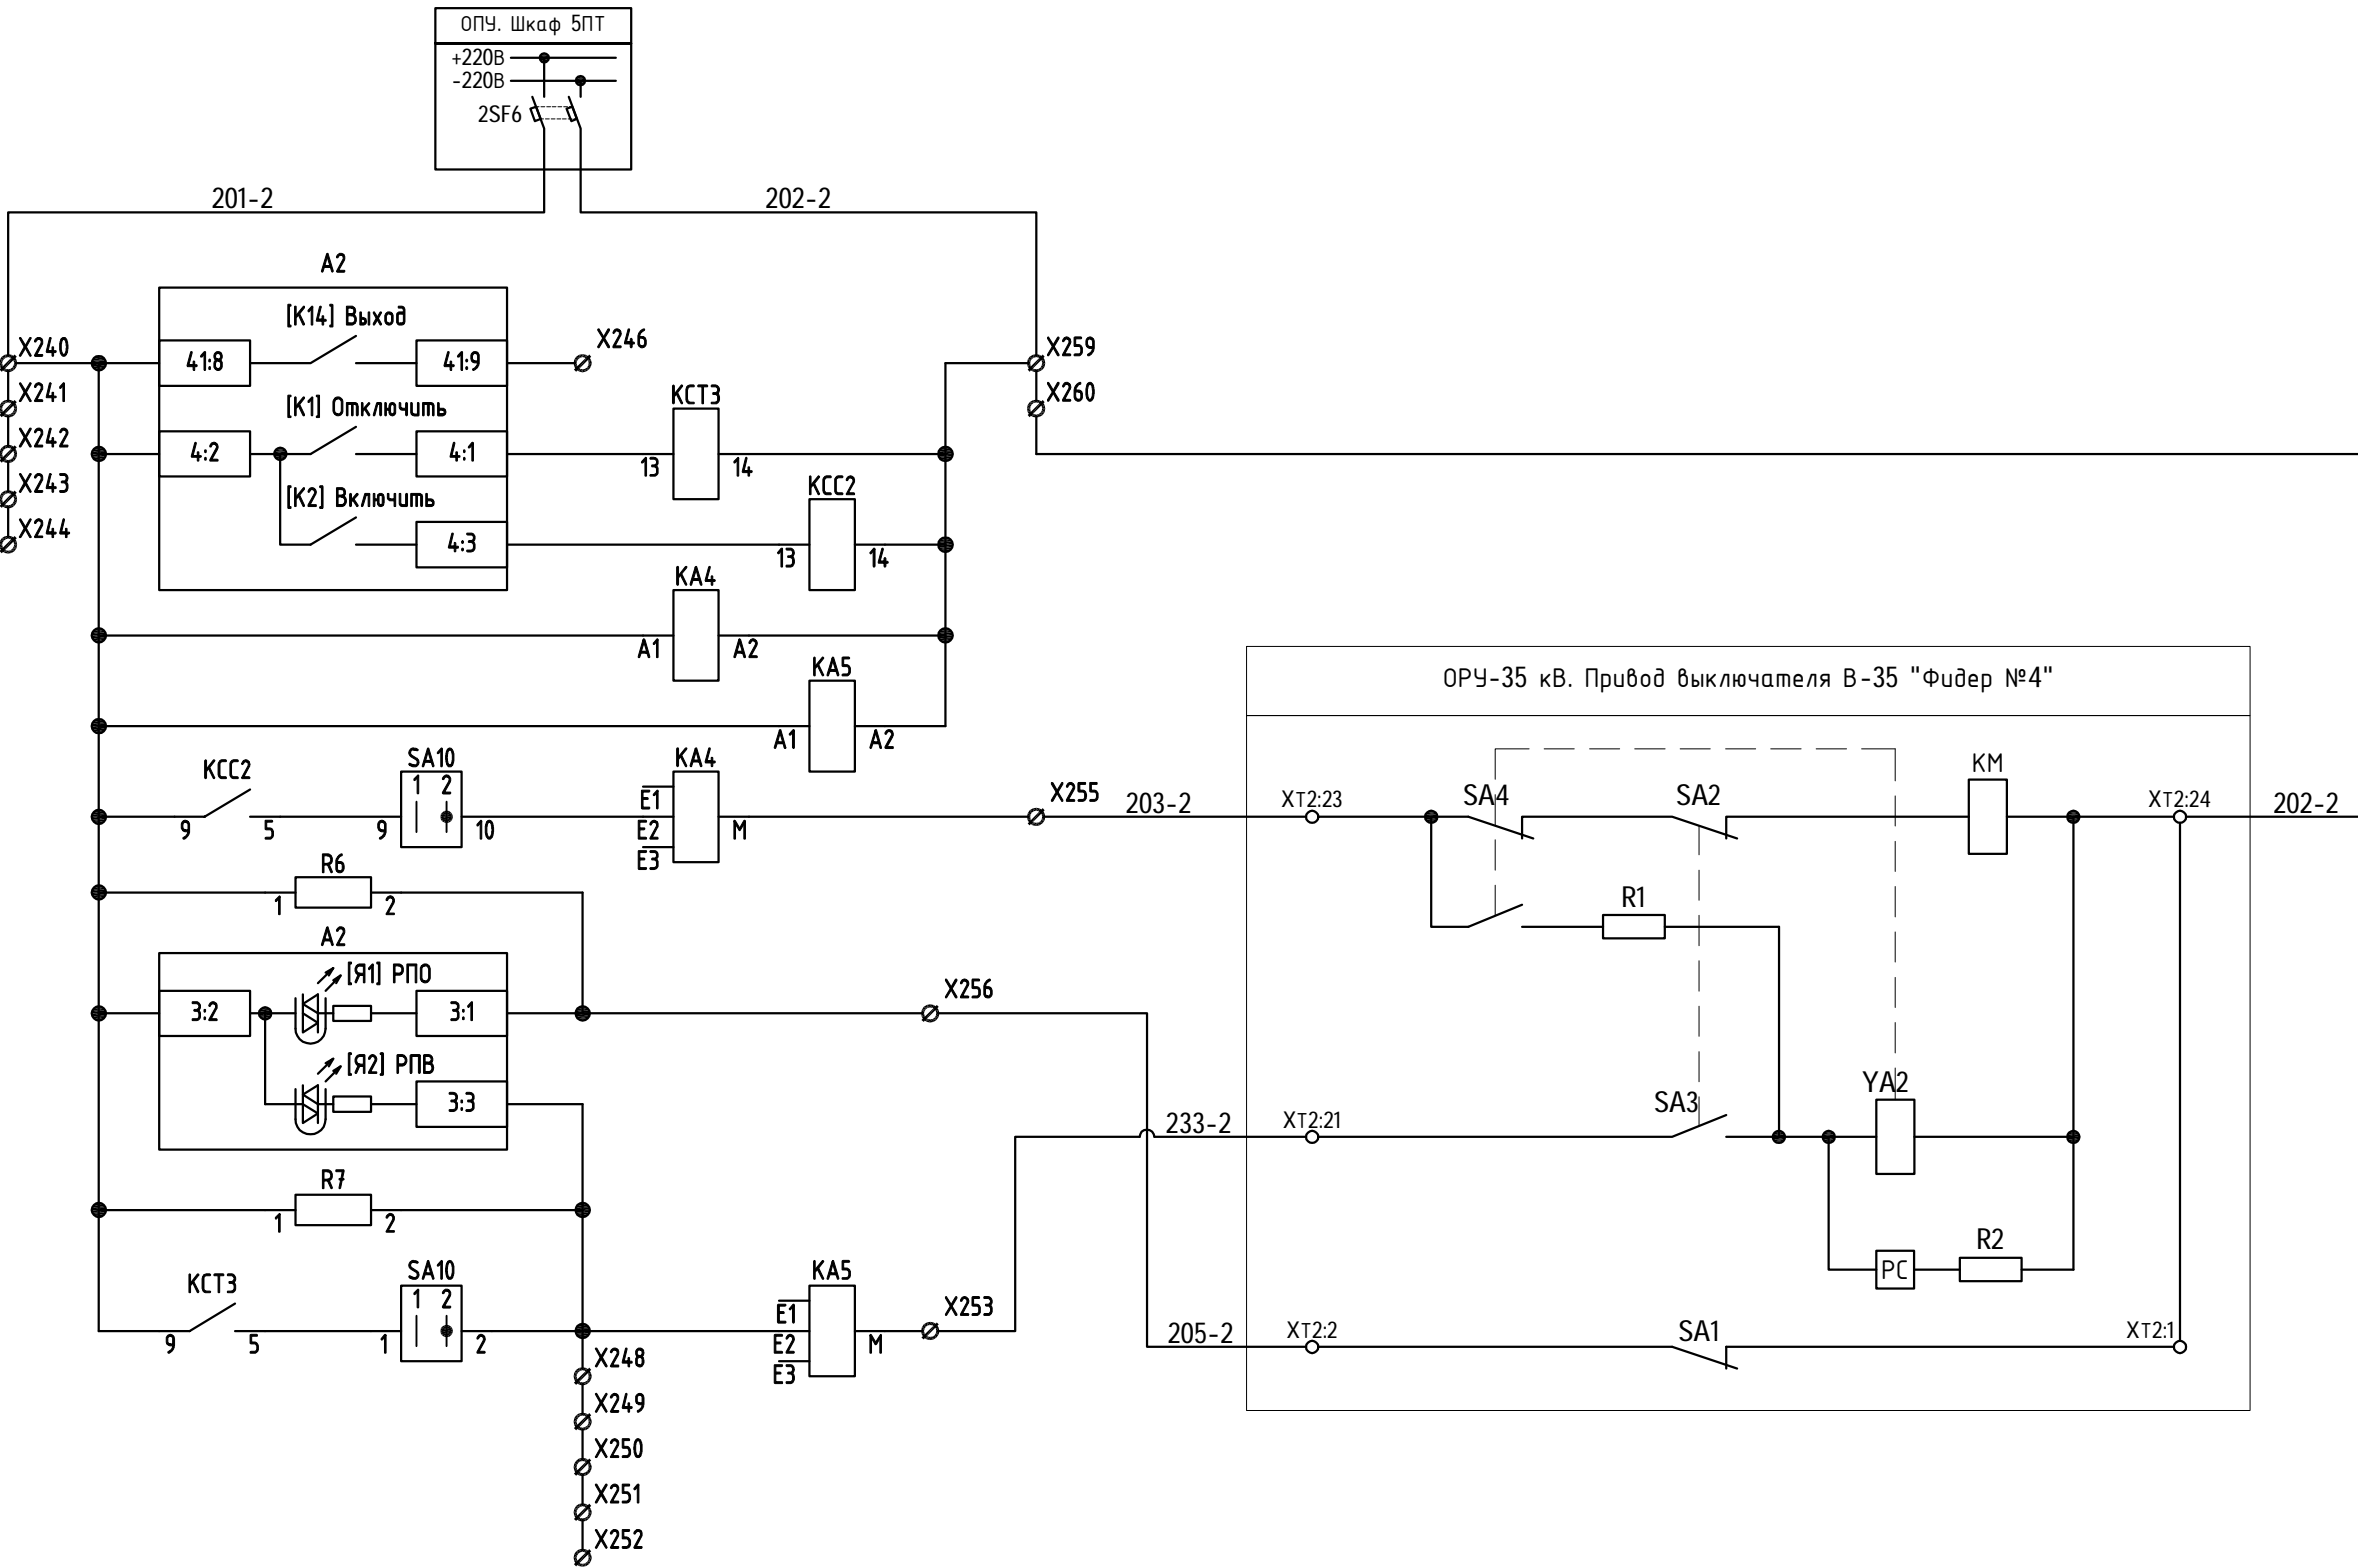 ОПУ. Шкаф 5ПТ
+220В
-220В
2SF6
201-2
202-2
A2
[K14] Выход
X240
41:8
41:9
X246
X259
X241
[K1] Отключить
KCT3
X260
X242
4:2
4:1
13
14
X243
[K2] Включить
KCC2
X244
4:3
13
14
KA4
A1
A2
KA5
A1
A2
ОРУ-35 кВ. Привод выключателя В-35 "Фидер №4"
KCC2
9
5
SA10
1 2
9
10
KA4
E1
E2
E3
M
X255
203-2
XT2:23
SA4
SA2
KM
XT2:24
202-2
R6
1
2
R1
A2
[Я1] РПО
3:2
3:1
X256
[Я2] РПВ
3:3
233-2
XT2:21
SA3
YA2
R7
1
2
PC
R2
KCT3
9
5
SA10
1 2
1
2
KA5
E1
E2
E3
M
X253
205-2
XT2:2
SA1
XT2:1
X248
X249
X250
X251
X252